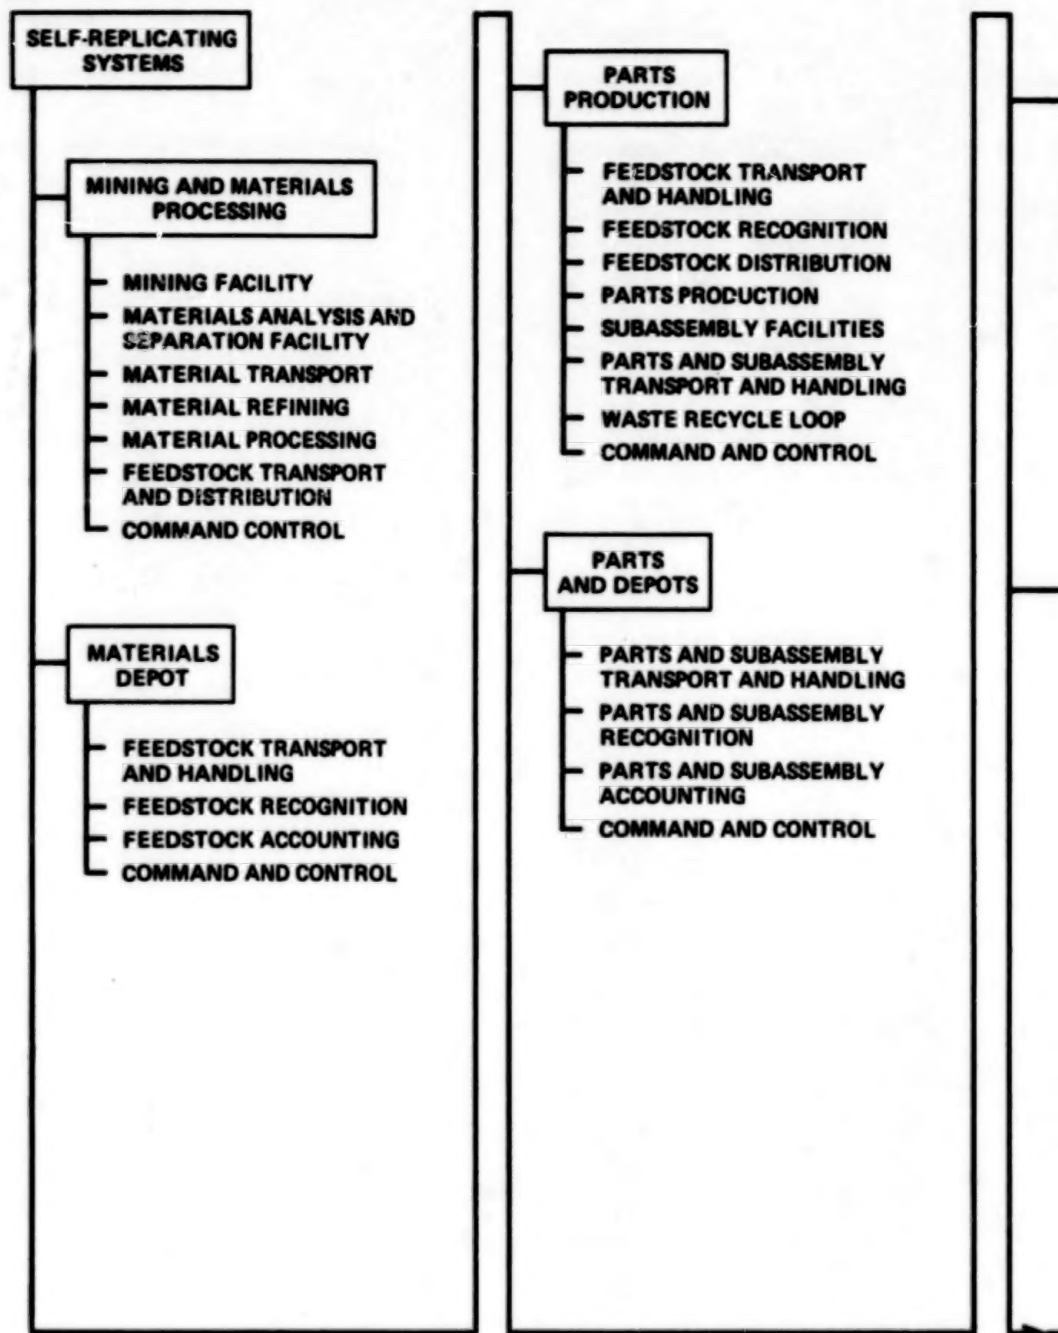 SELF-REPLICATING
SYSTEMS
MINING AND MATERIALS
PROCESSING
MINING FACILITY
MATERIALS ANALYSIS AND
SEPARATION FACILITY
MATERIAL TRANSPORT
MATERIAL REFINING
MATERIAL PROCESSING
FEEDSTOCK TRANSPORT
AND DISTRIBUTION
COMMAND CONTROL
MATERIALS
DEPOT
FEEDSTOCK TRANSPORT
AND HANDLING
FEEDSTOCK RECOGNITION
FEEDSTOCK ACCOUNTING
COMMAND AND CONTROL
PARTS
PRODUCTION
FEEDSTOCK TRANSPORT
AND HANDLING
FEEDSTOCK RECOGNITION
FEEDSTOCK DISTRIBUTION
PARTS PRODUCTION
SUBASSEMBLY FACILITIES
PARTS AND SUBASSEMBLY
TRANSPORT AND HANDLING
WASTE RECYCLE LOOP
COMMAND AND CONTROL
PARTS
AND DEPOTS
PARTS AND SUBASSEMBLY
TRANSPORT AND HANDLING
PARTS AND SUBASSEMBLY
RECOGNITION
PARTS AND SUBASSEMBLY
ACCOUNTING
COMMAND AND CONTROL